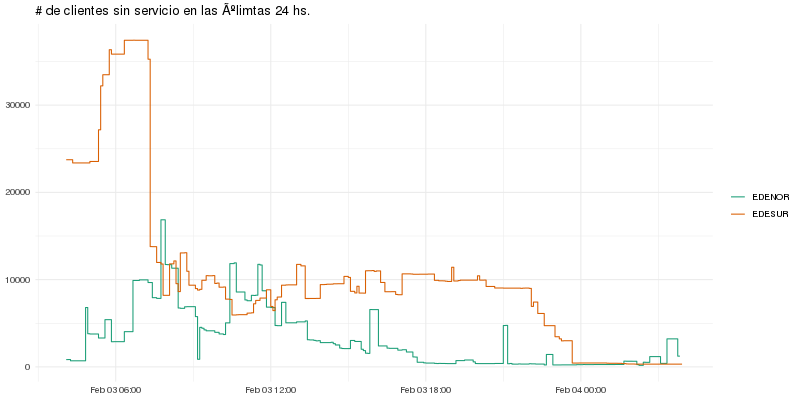 # de clientes sin servicio en las Ãºlimtas 24 hs.
30000
20000
10000
0
Feb 03 06:00
Feb 03 12:00
Feb 03 18:00
Feb 04 00:00
EDENOR
EDESUR